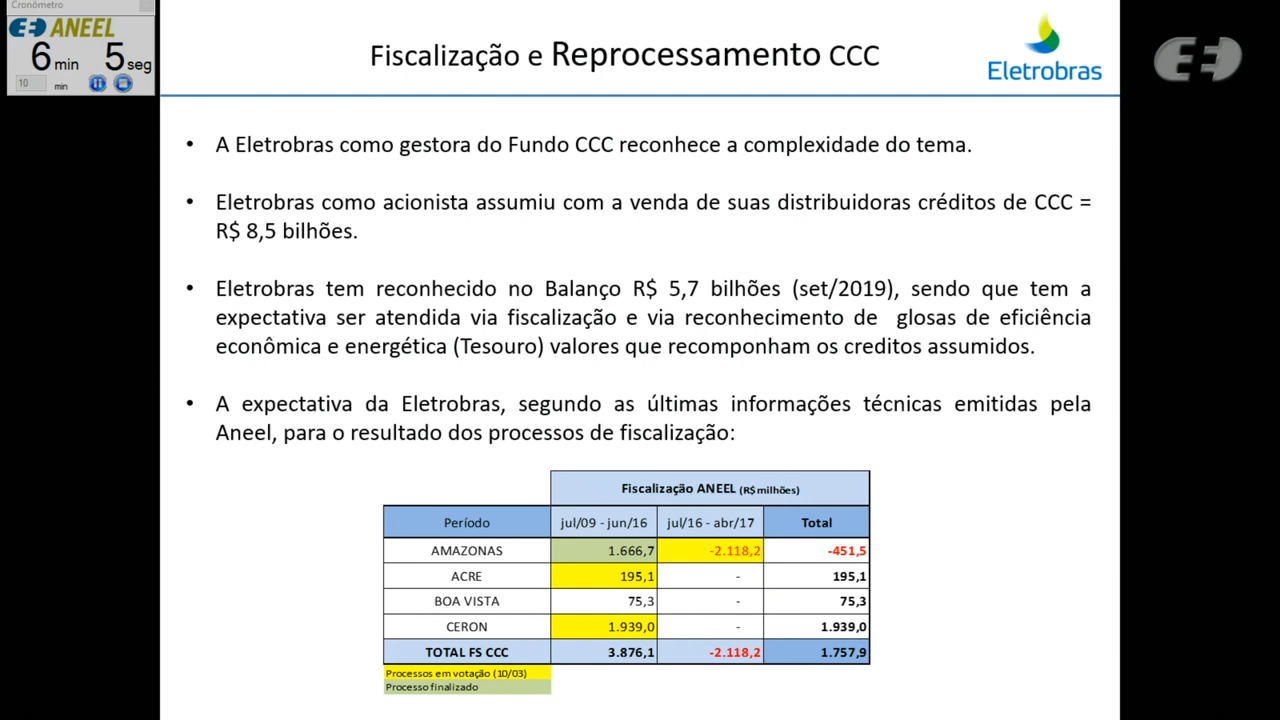 Cronômetro
ANEEL
6 min 5 seg
10 min
Fiscalização e Reprocessamento CCC
Eletrobras
• A Eletrobras como gestora do Fundo CCC reconhece a complexidade do tema.
• Eletrobras como acionista assumiu com a venda de suas distribuidoras créditos de CCC =
R$ 8,5 bilhões.
• Eletrobras tem reconhecido no Balanço R$ 5,7 bilhões (set/2019), sendo que tem a
expectativa ser atendida via fiscalização e via reconhecimento de glosas de eficiência
econômica e energética (Tesouro) valores que recomponham os creditos assumidos.
• A expectativa da Eletrobras, segundo as últimas informações técnicas emitidas pela
Aneel, para o resultado dos processos de fiscalização:
Fiscalização ANEEL (R$ milhões)
Período jul/09 - jun/16 jul/16 - abr/17 Total
AMAZONAS 1.666,7 -2.118,2 -451,5
ACRE 195,1 - 195,1
BOA VISTA 75,3 - 75,3
CERON 1.939,0 - 1.939,0
TOTAL FS CCC 3.876,1 -2.118,2 1.757,9
Processos em votação (10/03)
Processo finalizado